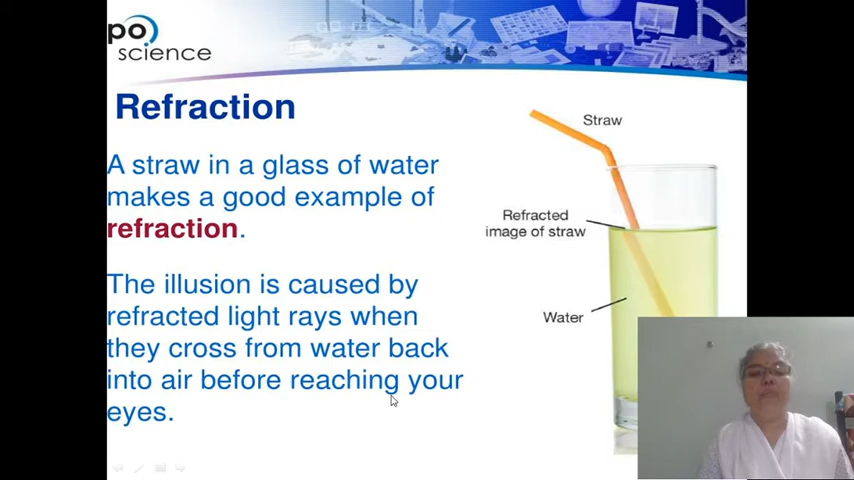 po
science
Refraction
A straw in a glass of water
makes a good example of
refraction.
The illusion is caused by
refracted light rays when
they cross from water back
into air before reaching your
eyes.
Straw
Refracted
image of straw
Water